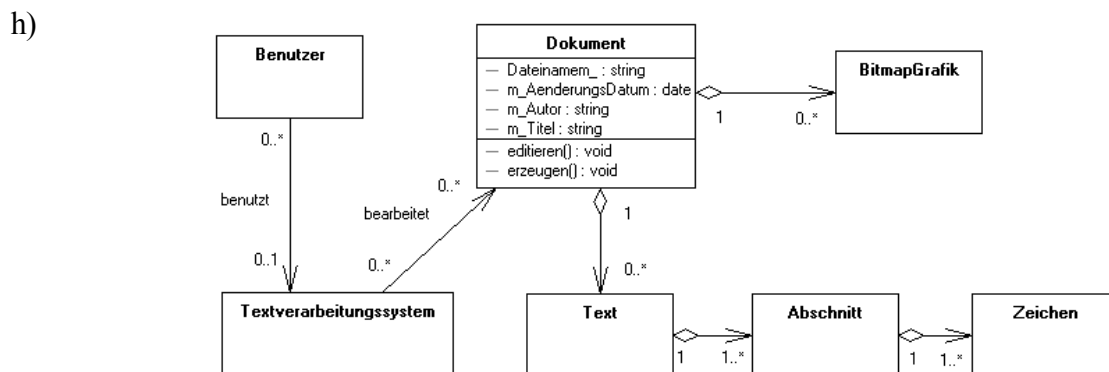 h)
Benutzer
Dokument
— Dateinamem_ : string
— m_AenderungsDatum : date
— m_Autor : string
— m_Titel : string
— editieren() : void
— erzeugen() : void
BitmapGrafik
1
0..*
0..*
benutzt
0..1
0..*
bearbeitet
0..*
1
0..*
Textverarbeitungssystem
Text
Abschnitt
Zeichen
1
1..*
1
1..*